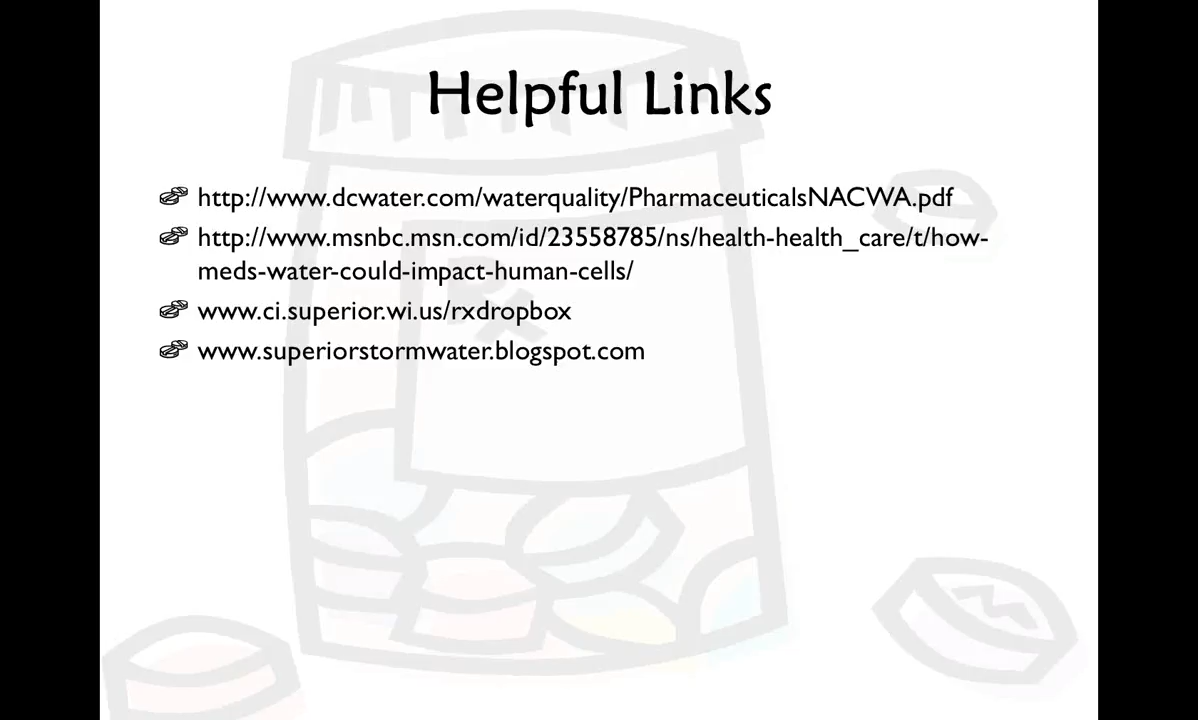 Helpful Links
http://www.dcwater.com/waterquality/PharmaceuticalsNACWA.pdf
http://www.msnbc.msn.com/id/23558785/ns/health-health_care/t/how-
meds-water-could-impact-human-cells/
www.ci.superior.wi.us/rxdropbox
www.superiorstormwater.blogspot.com